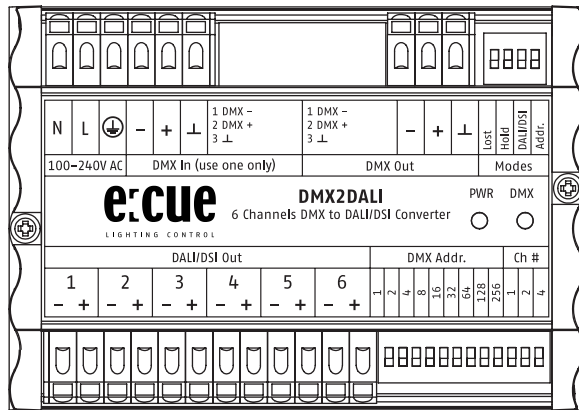 N L - + ⊥ 1 DMX - 1 DMX - - + ⊥ Lost Hold DALI/DSI Addr.
2 DMX + 2 DMX +
3 ⊥ 3 ⊥
100-240V AC DMX In (use one only) DMX Out Modes
e:cue DMX2DALI PWR DMX
6 Channels DMX to DALI/DSI Converter
LIGHTING CONTROL
DALI/DSI Out DMX Addr. Ch #
1 2 3 4 5 6 1 2 4 8 16 32 64 128 256 1 2 4
- + - + - + - + - + - +